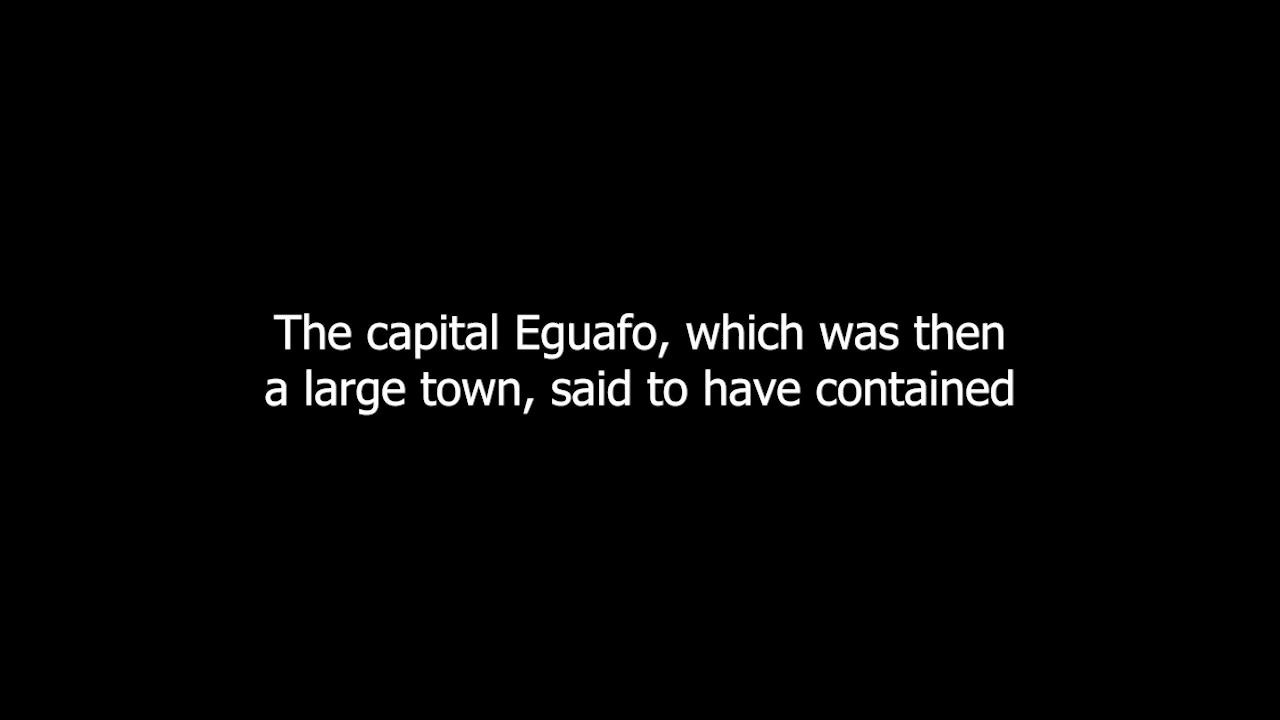 The capital Eguafo, which was then
a large town, said to have contained